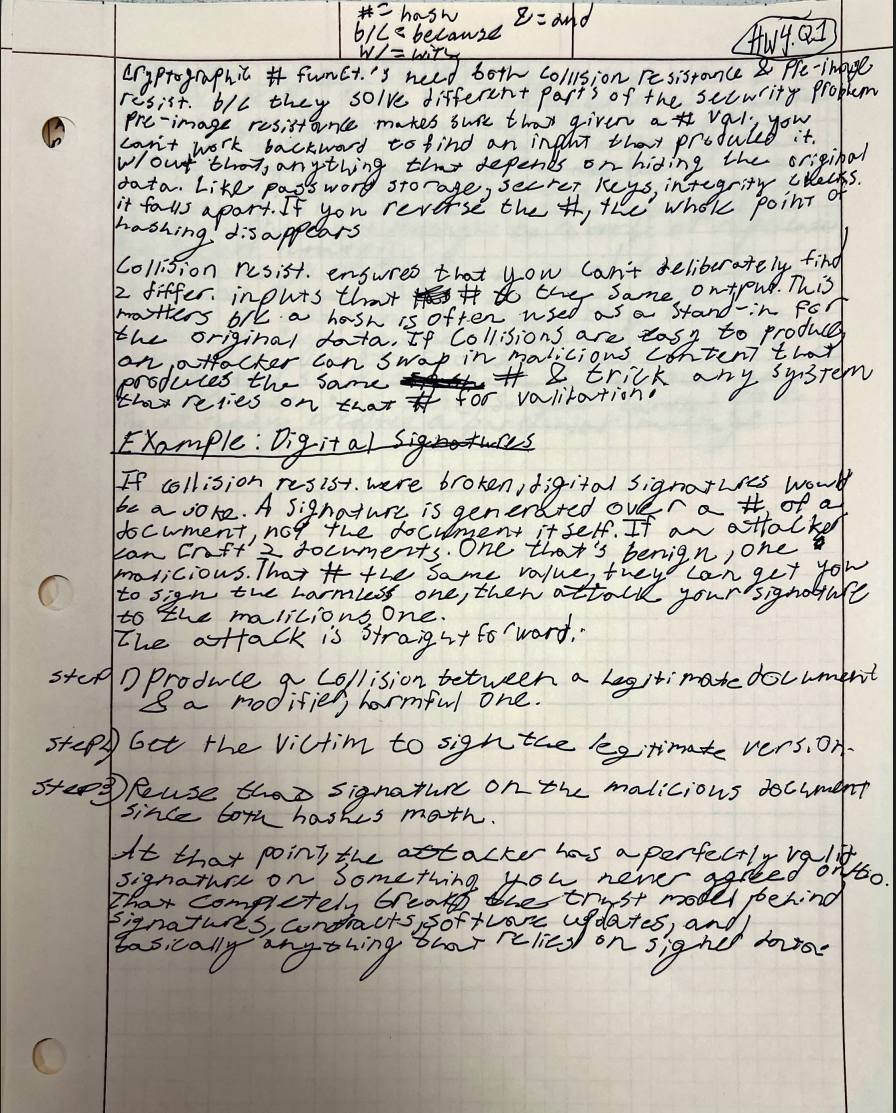 #= hash &=and
b/c= because
w/= with
HW4.Q1
Cryptographic # funct.'s need both collision resistance & Pre-image
resist. b/c they solve different parts of the security problem
Pre-image resistance makes sure that given a # val., you
can't work backward to find an input that produced it.
w/out that, anything that depends on hiding the original
data. Like password storage, secret keys, integrity checks.
it falls apart. If you reverse the #, the whole point of
hashing disappears
Collision resist. ensures that you can't deliberately find
2 differ. inputs that # to the same output. This
matters b/c a hash is often used as a stand-in for
the original data. If collisions are easy to produce,
an attacker can swap in malicious content that
produces the same # & trick any system
that relies on that # for validation.
Example: Digital Signatures
If collision resist. were broken, digital signatures would
be a joke. A signature is generated over a # of a
document, not the document itself. If an attacker
can craft 2 documents. One that's benign, one
malicious. That # the same value, they can get you
to sign the harmless one, then attack your signature
to the malicious one.
The attack is straightforward:
step 1) Produce a collision between a legitimate document
& a modified, harmful one.
step2) Get the victim to sign the legitimate version.
step3) Reuse that signature on the malicious document
since both hashes math.
At that point, the attacker has a perfectly valid
signature on something you never agreed on/to.
That completely breaks the trust model behind
signatures, contracts, software updates, and
basically anything that relies on signed data.